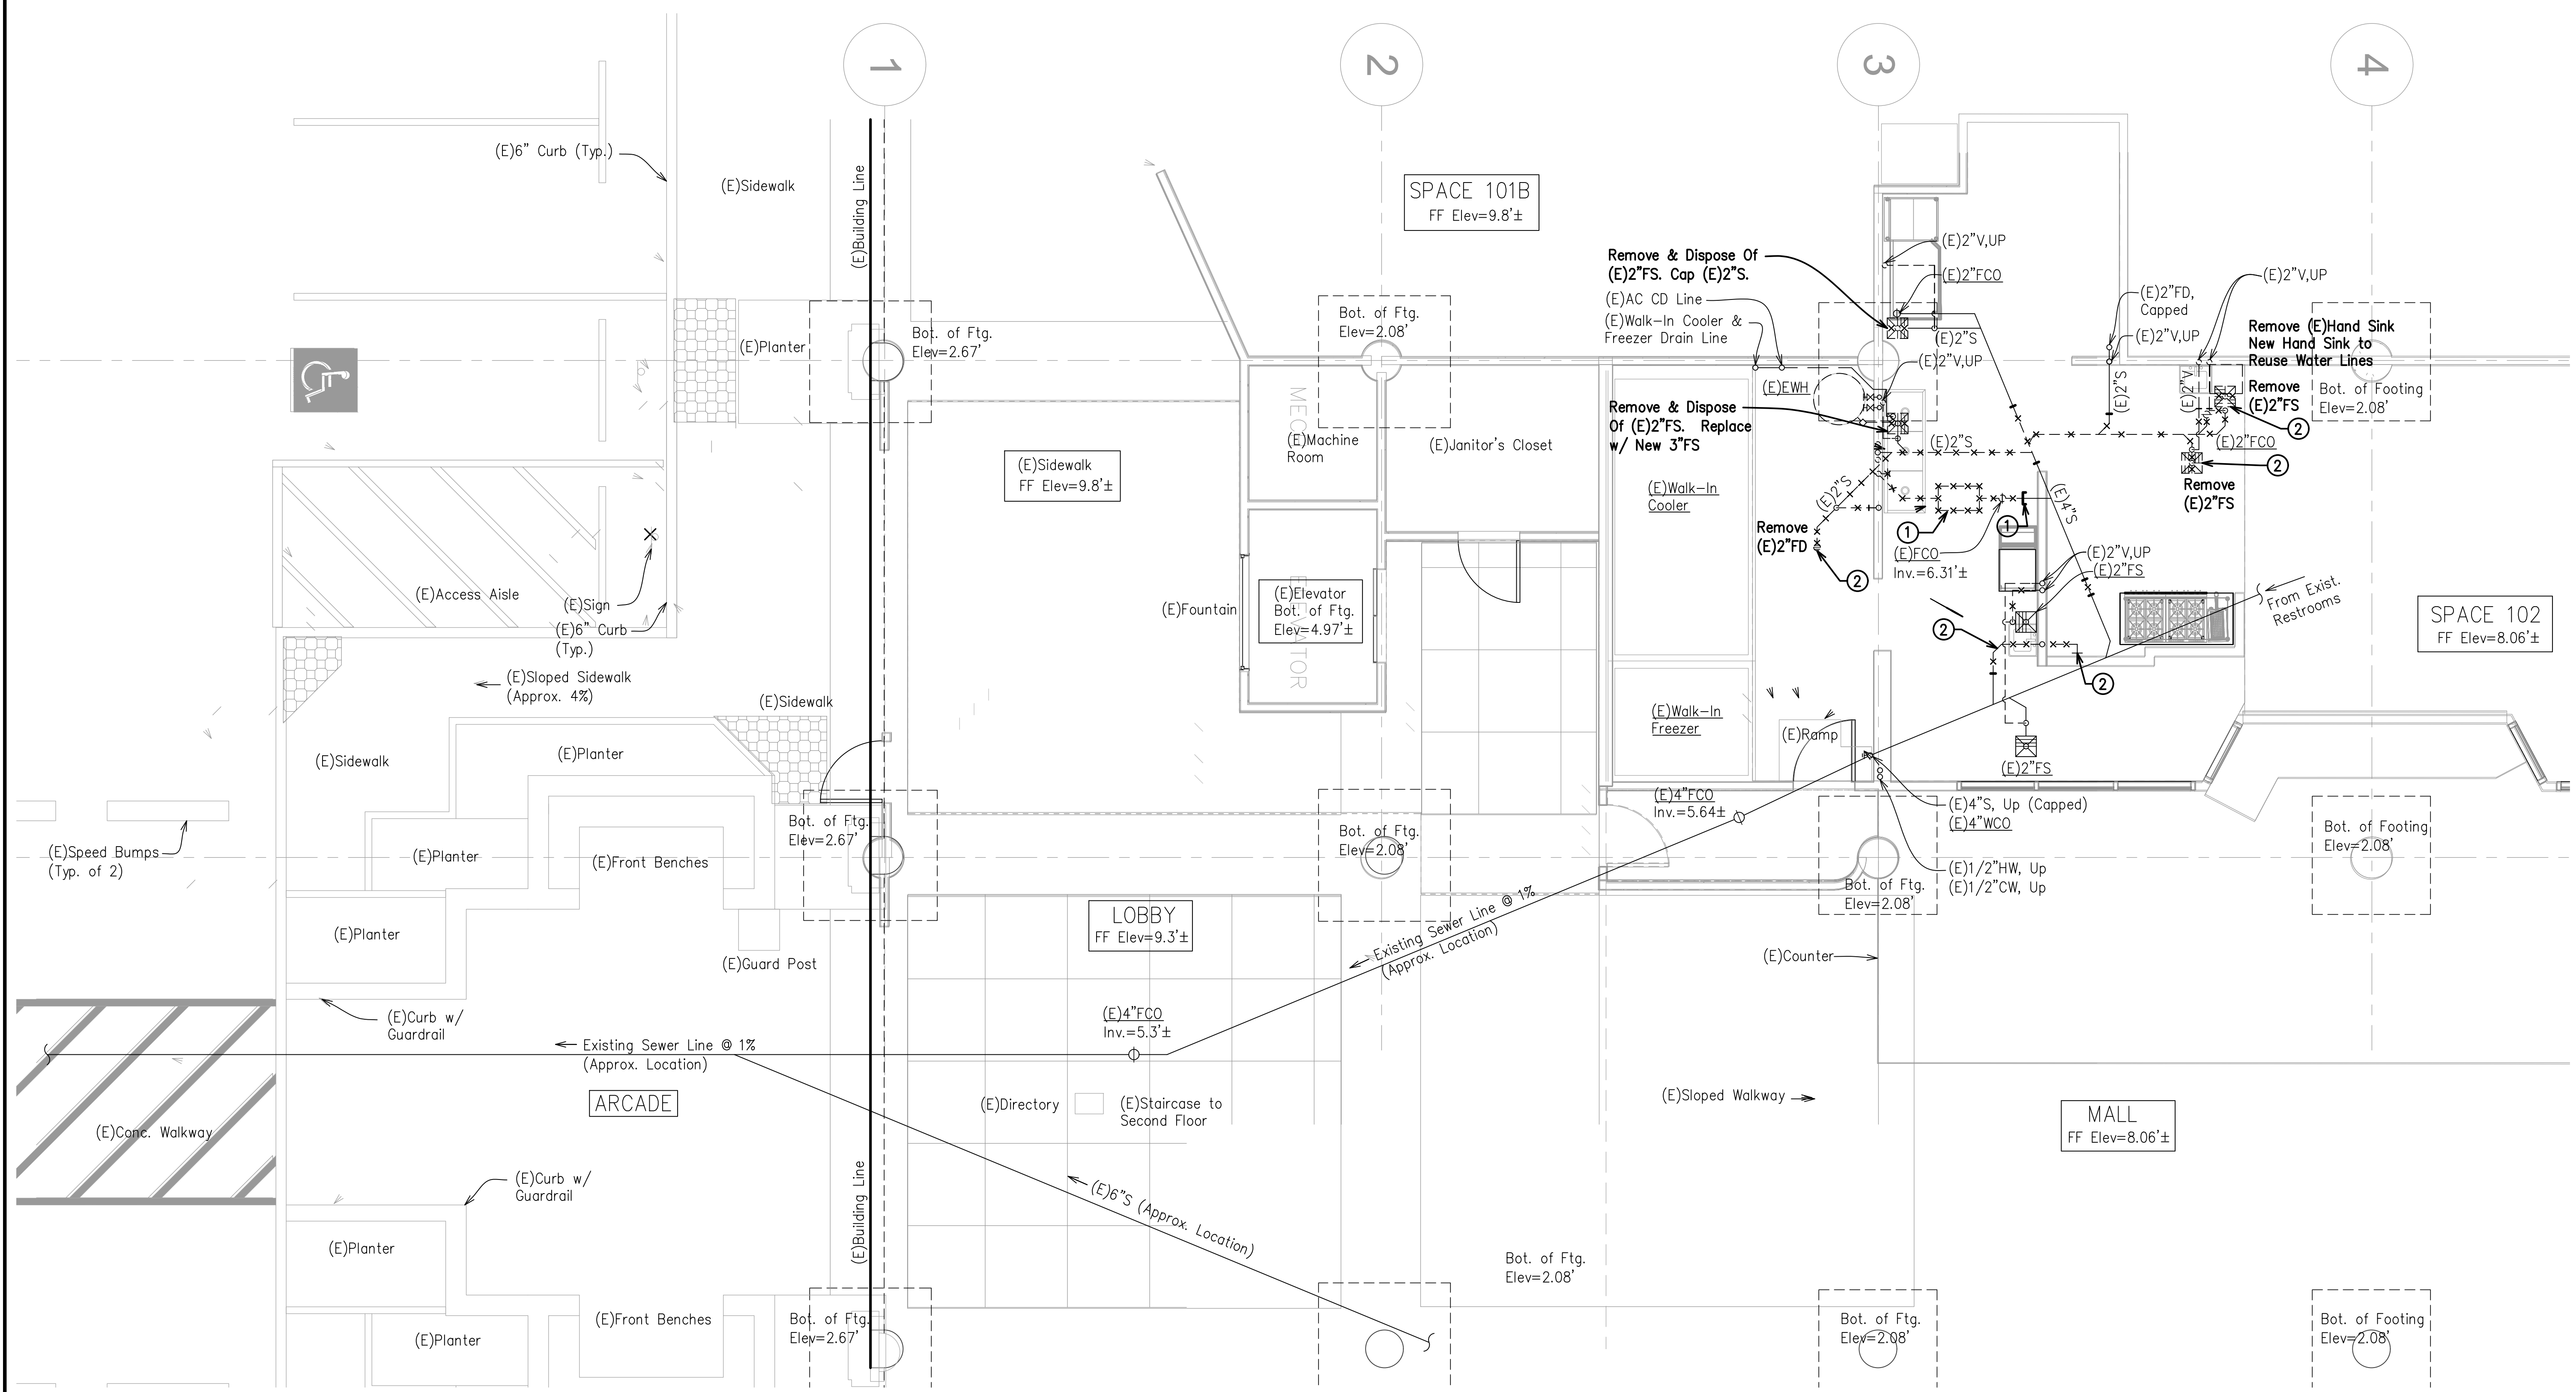 1
2
3
4
(E)6" Curb (Typ.)
(E)Sidewalk
(E)Building Line
SPACE 101B
FF Elev=9.8'±
Remove & Dispose Of
(E)2"FS. Cap (E)2"S.
(E)AC CD Line
(E)Walk-In Cooler &
Freezer Drain Line
(E)2"V,UP
(E)2"FCO
(E)2"S
(E)2"V,UP
(E)2"FD,
Capped
(E)2"V,UP
(E)2"V,UP
Remove (E)Hand Sink
New Hand Sink to
Reuse Water Lines
Remove
(E)2"FS
Bot. of Footing
Elev=2.08'
(E)Planter
Bot. of Ftg.
Elev=2.67'
Bot. of Ftg.
Elev=2.08'
(E)EWH
Remove & Dispose
Of (E)2"FS. Replace
w/ New 3"FS
(E)2"S
(E)2"S
(E)2"V
2
(E)2"FCO
2
Remove
(E)2"FS
MECH
(E)Machine
Room
(E)Janitor's Closet
(E)Sidewalk
FF Elev=9.8'±
(E)Walk-In
Cooler
(E)2"S
(E)4"S
Remove
(E)2"FD
2
1
1
(E)FCO
Inv.=6.31'±
(E)2"V,UP
(E)2"FS
From Exist.
Restrooms
SPACE 102
FF Elev=8.06'±
2
2
(E)Access Aisle
(E)Sign
(E)6" Curb
(Typ.)
(E)Fountain
ELEVATOR
(E)Elevator
Bot. of Ftg.
Elev=4.97'±
(E)Sloped Sidewalk
(Approx. 4%)
(E)Sidewalk
(E)Sidewalk
(E)Planter
(E)Walk-In
Freezer
(E)Ramp
(E)2"FS
(E)4"FCO
Inv.=5.64±
(E)4"S, Up (Capped)
(E)4"WCO
(E)1/2"HW, Up
(E)1/2"CW, Up
(E)Speed Bumps
(Typ. of 2)
(E)Planter
(E)Front Benches
Bot. of Ftg.
Elev=2.67'
Bot. of Ftg.
Elev=2.08'
Bot. of Ftg.
Elev=2.08'
Bot. of Footing
Elev=2.08'
(E)Planter
(E)Guard Post
LOBBY
FF Elev=9.3'±
Existing Sewer Line @ 1%
(Approx. Location)
(E)Counter
(E)Curb w/
Guardrail
Existing Sewer Line @ 1%
(Approx. Location)
ARCADE
(E)4"FCO
Inv.=5.3'±
(E)Directory
(E)Staircase to
Second Floor
(E)Sloped Walkway
MALL
FF Elev=8.06'±
(E)Conc. Walkway
(E)Curb w/
Guardrail
(E)Building Line
(E)6"S (Approx. Location)
(E)Planter
Bot. of Ftg.
Elev=2.08'
(E)Planter
(E)Front Benches
Bot. of Ftg.
Elev=2.67'
Bot. of Ftg.
Elev=2.08'
Bot. of Footing
Elev=2.08'